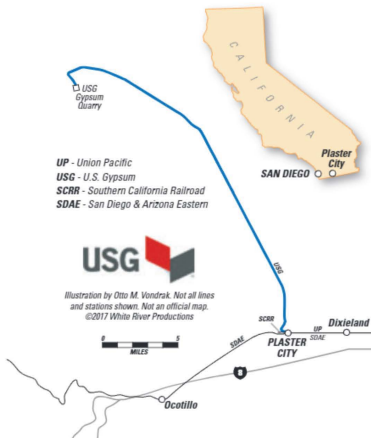 USG
Gypsum
Quarry
CALIFORNIA
Plaster
City
SAN DIEGO
UP - Union Pacific
USG - U.S. Gypsum
SCRR - Southern California Railroad
SDAE - San Diego & Arizona Eastern
USG
USG
Illustration by Otto M. Vondrak. Not all lines
and stations shown. Not an official map.
©2017 White River Productions
0 5
MILES
SCRR
UP
SDAE
Dixieland
PLASTER
CITY
SDAE
8
Ocotillo